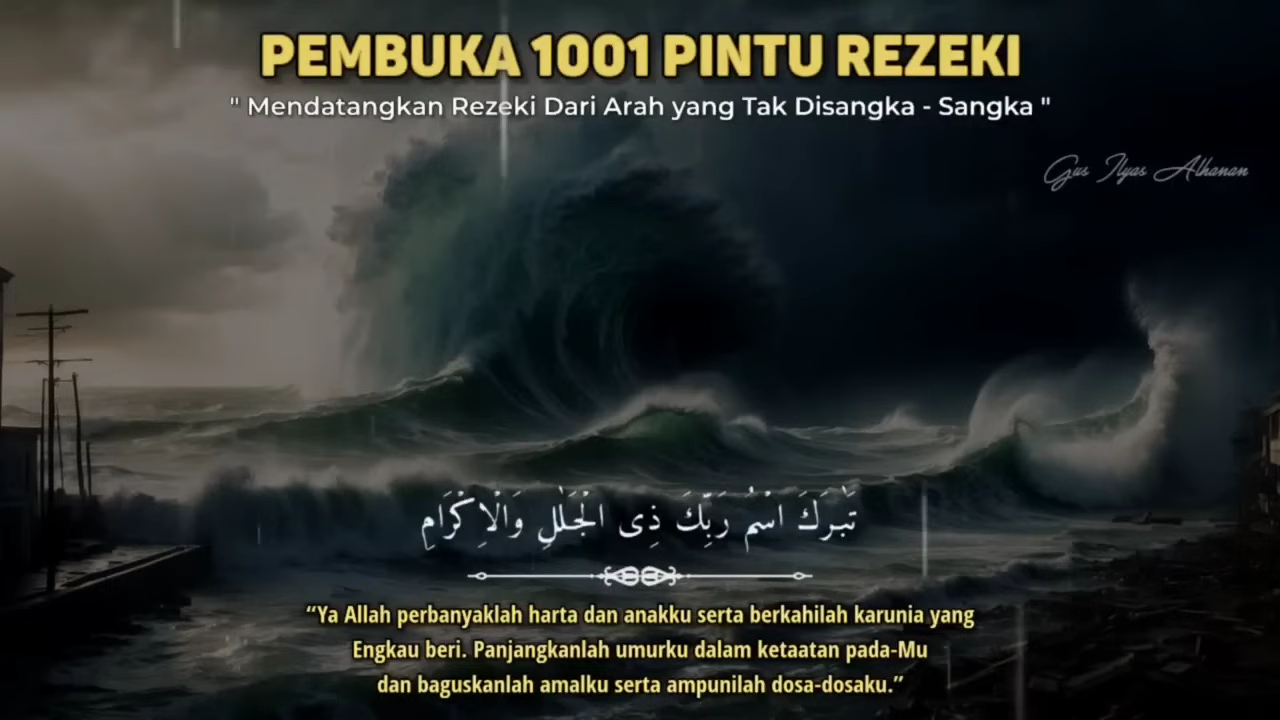 PEMBUKA 1001 PINTU REZEKI
" Mendatangkan Rezeki Dari Arah yang Tak Disangka - Sangka "
Gus Ilyas Alhanan
تَبٰرَكَ اسْمُ رَبِّكَ ذِى الْجَلٰلِ وَالْاِكْرَامِ
“Ya Allah perbanyaklah harta dan anakku serta berkahilah karunia yang
Engkau beri. Panjangkanlah umurku dalam ketaatan pada-Mu
dan baguskanlah amalku serta ampunilah dosa-dosaku.”